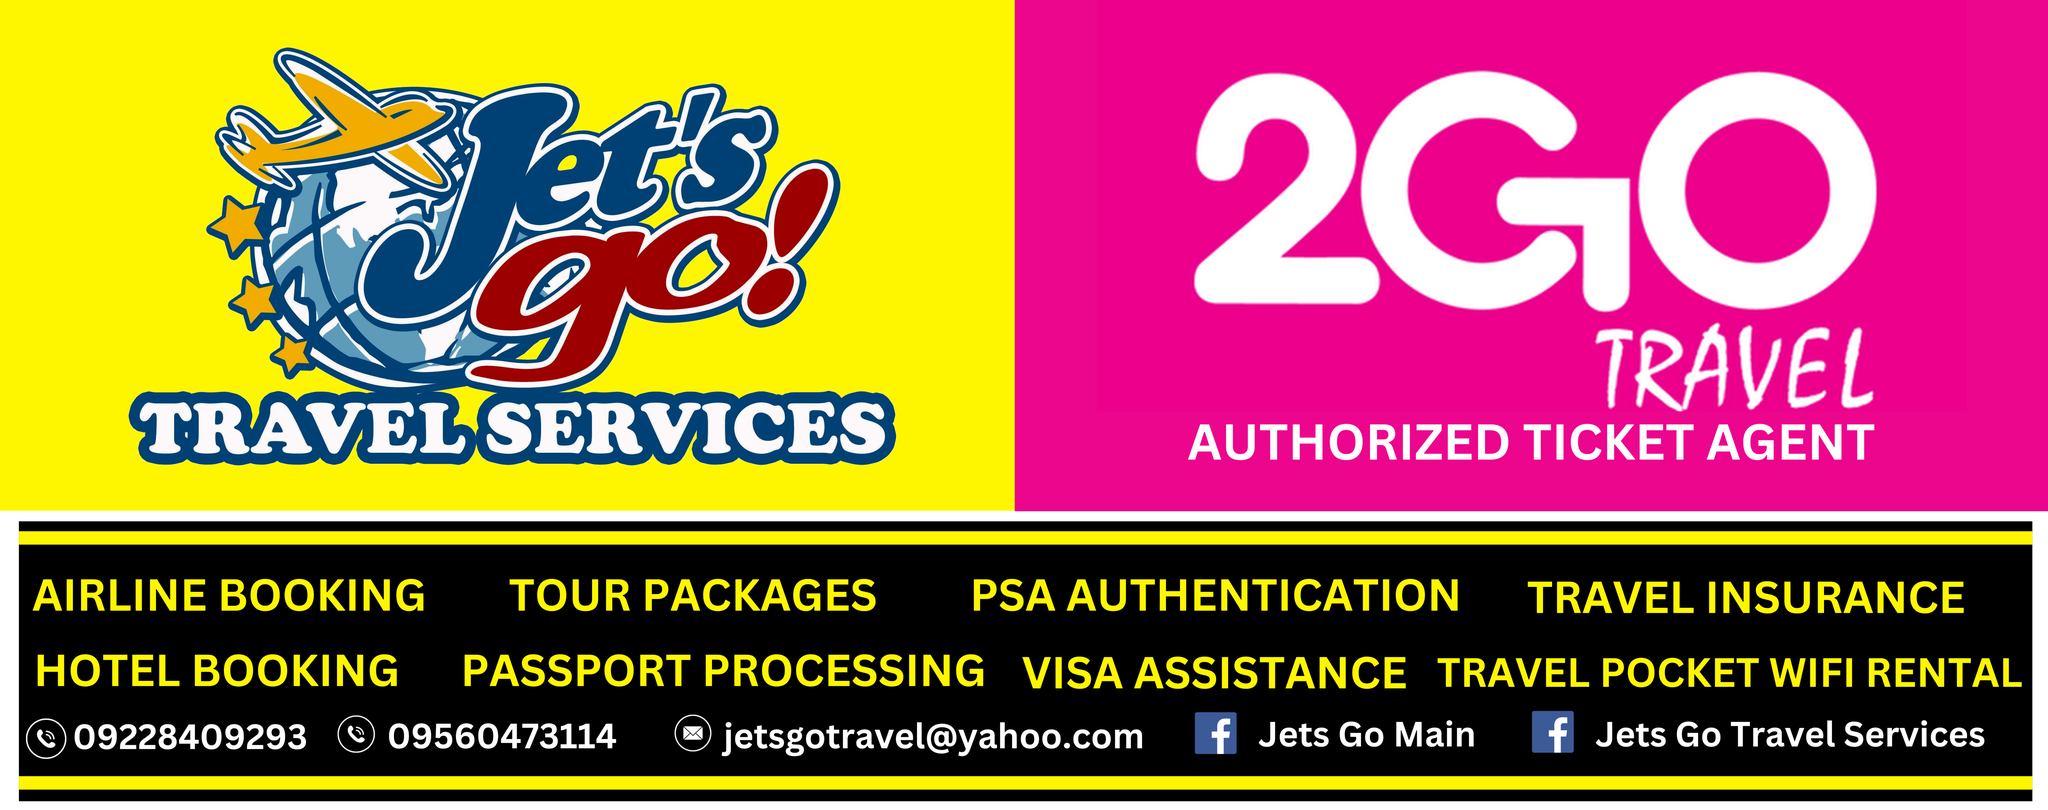 Jet's
go!
TRAVEL SERVICES
2GO
TRAVEL
AUTHORIZED TICKET AGENT
AIRLINE BOOKING TOUR PACKAGES PSA AUTHENTICATION TRAVEL INSURANCE
HOTEL BOOKING PASSPORT PROCESSING VISA ASSISTANCE TRAVEL POCKET WIFI RENTAL
09228409293 09560473114 jetsgotravel@yahoo.com Jets Go Main Jets Go Travel Services